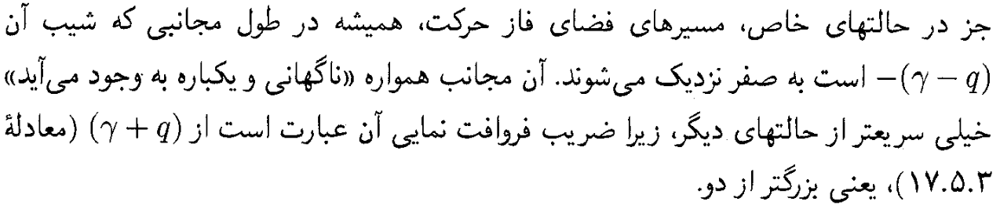 جز در حالتهای خاص، مسیرهای فضای فاز حرکت، همیشه در طول مجانبی که شیب آن
−(γ − q) است به صفر نزدیک می‌شوند. آن مجانب همواره «ناگهانی و یکباره به وجود می‌آید»
خیلی سریعتر از حالتهای دیگر، زیرا ضریب فروافت نمایی آن عبارت است از (γ + q) (معادلهٔ
۱۷.۵.۳)، یعنی بزرگتر از دو.